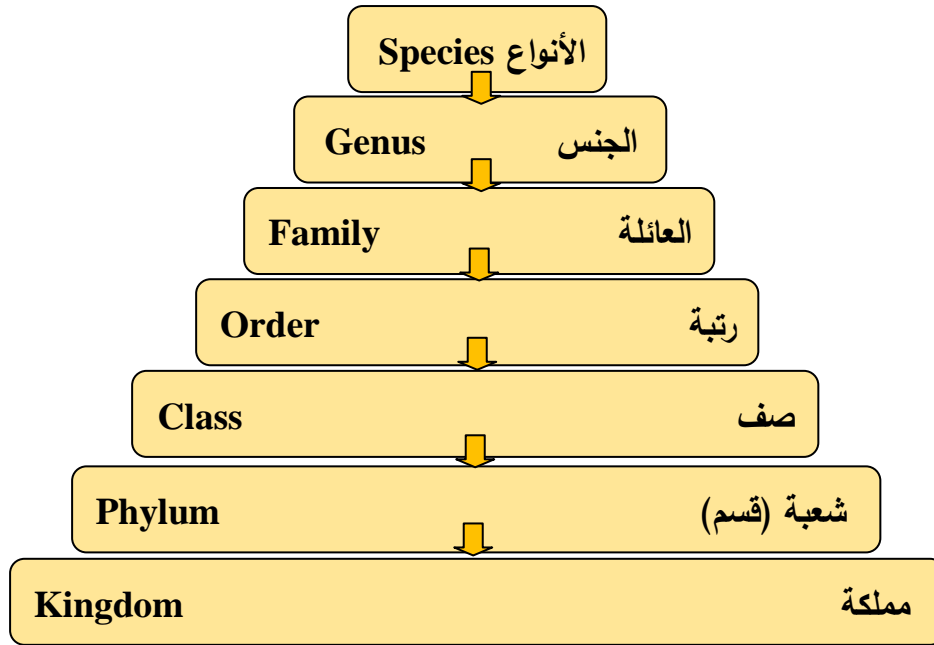 Species الأنواع
Genus الجنس
Family العائلة
Order رتبة
Class صف
Phylum شعبة (قسم)
Kingdom مملكة